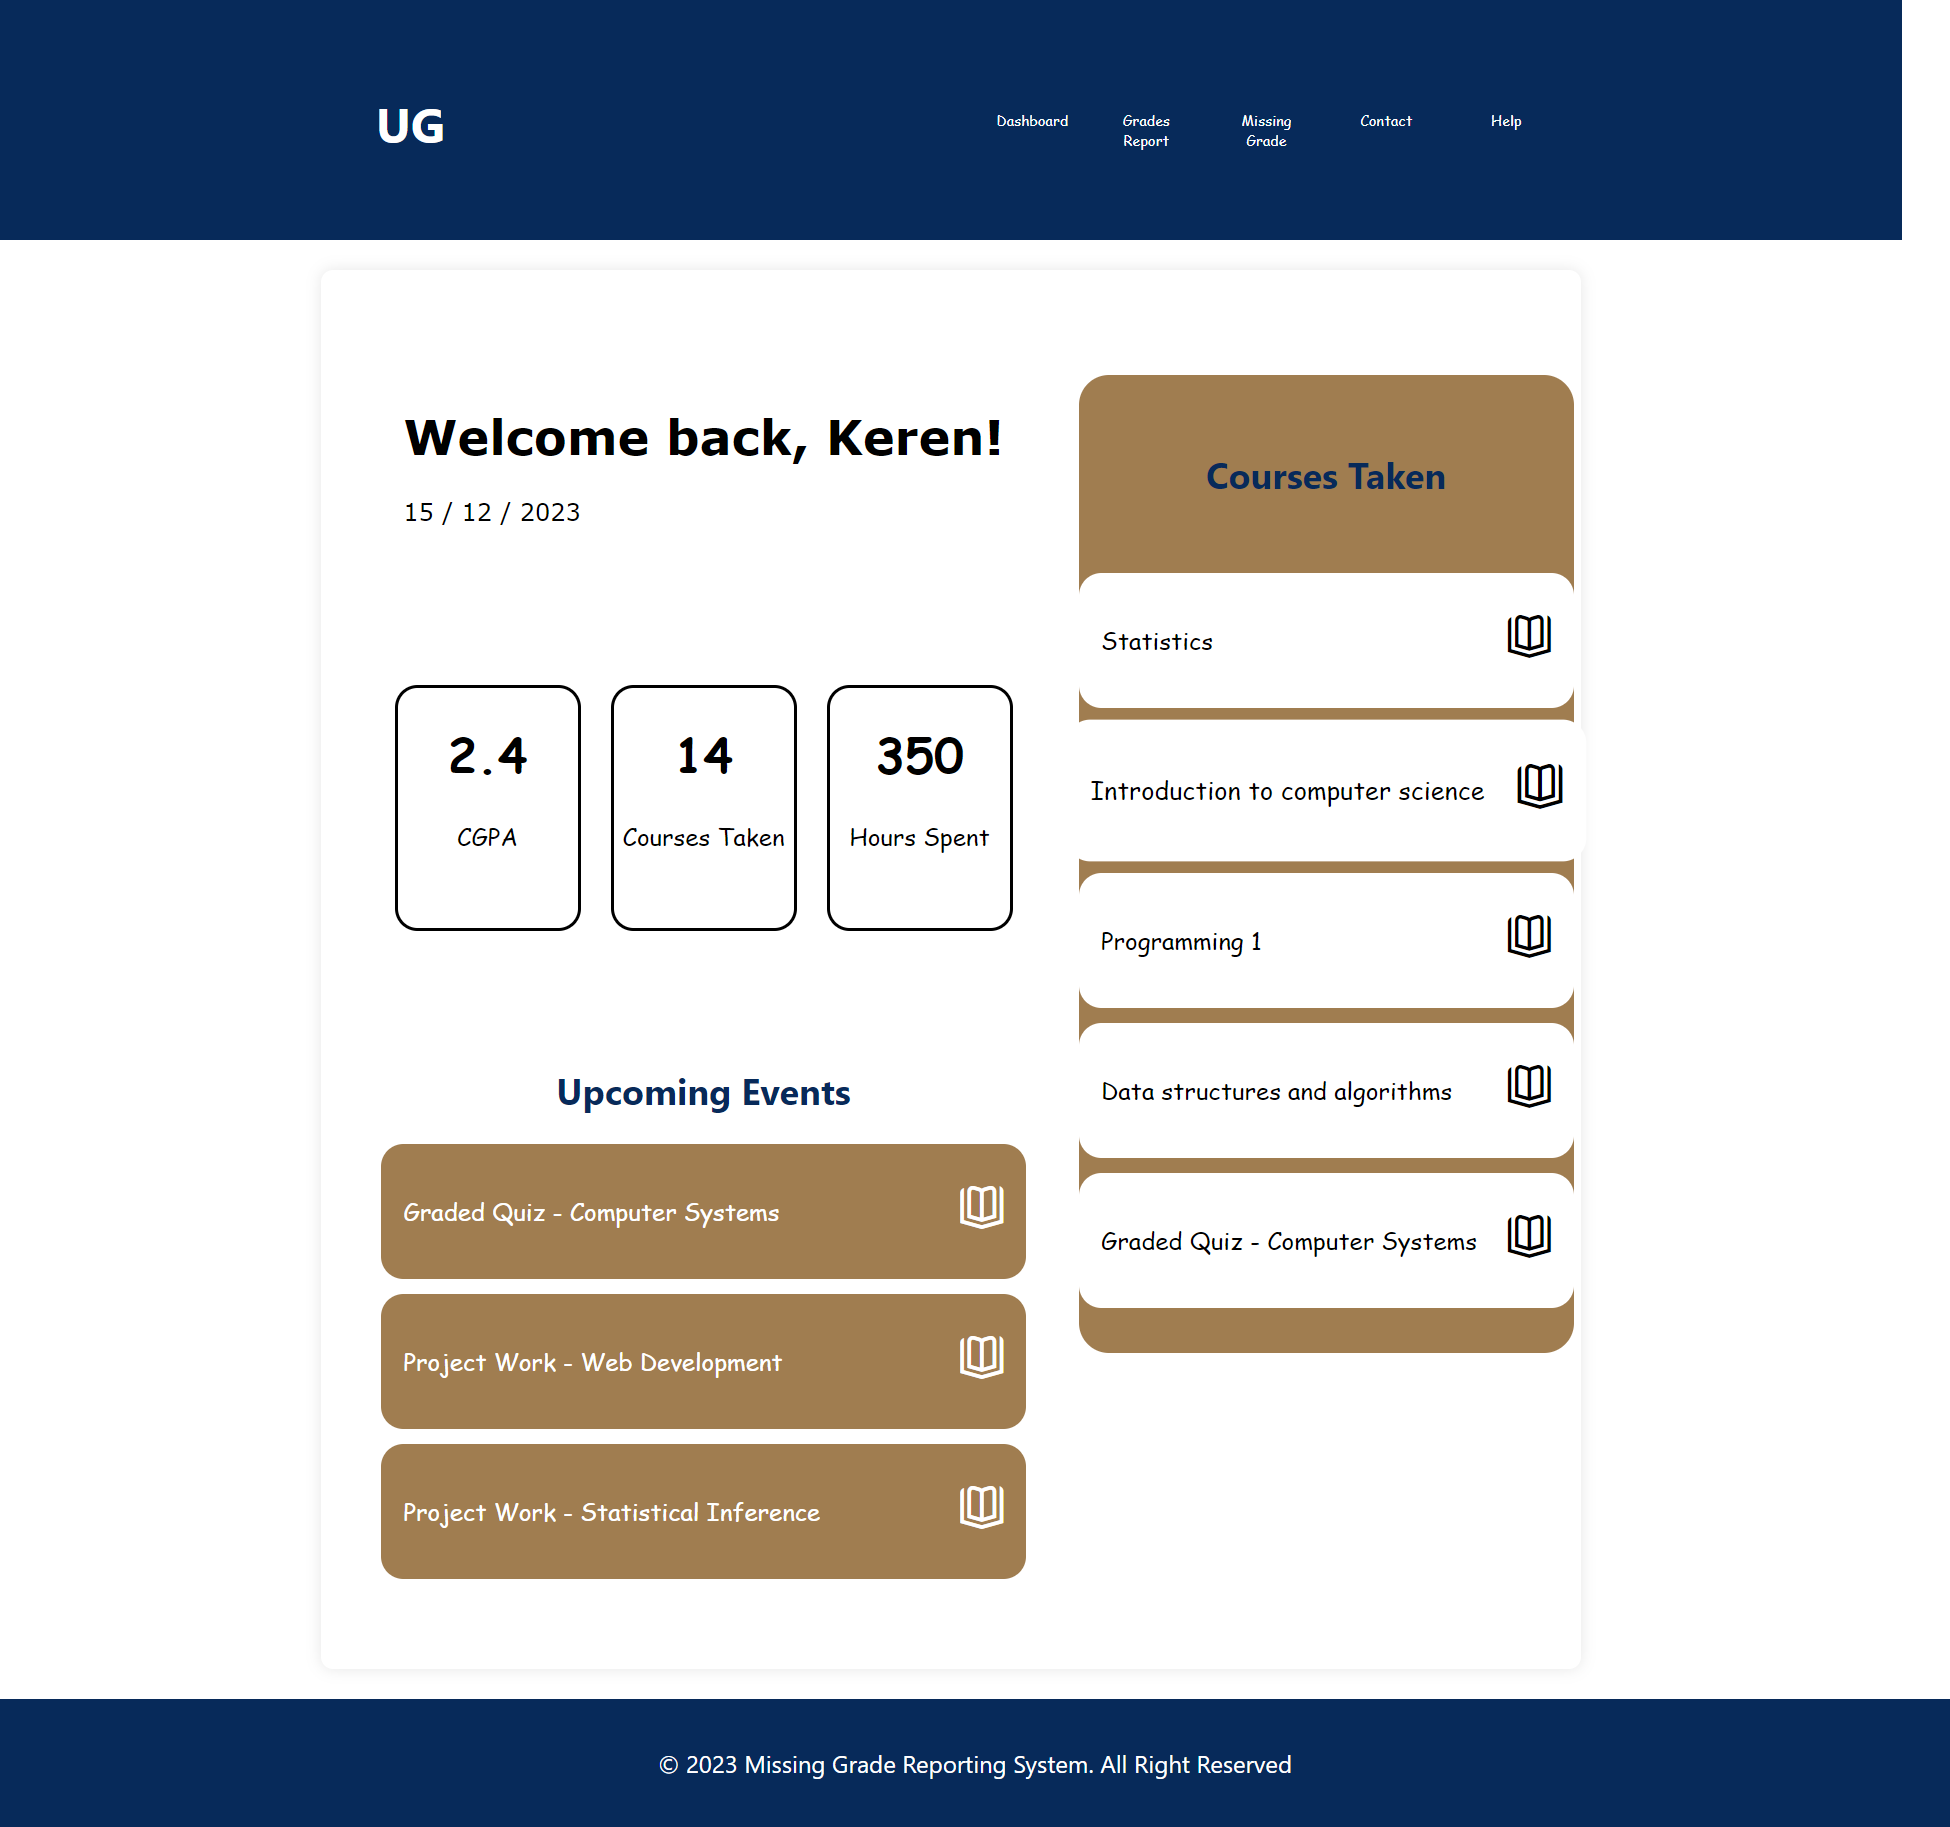 UG
Dashboard
Grades
Report
Missing
Grade
Contact
Help
Welcome back, Keren!
15 / 12 / 2023
2.4
CGPA
14
Courses Taken
350
Hours Spent
Upcoming Events
Graded Quiz - Computer Systems
Project Work - Web Development
Project Work - Statistical Inference
Courses Taken
Statistics
Introduction to computer science
Programming 1
Data structures and algorithms
Graded Quiz - Computer Systems
© 2023 Missing Grade Reporting System. All Right Reserved